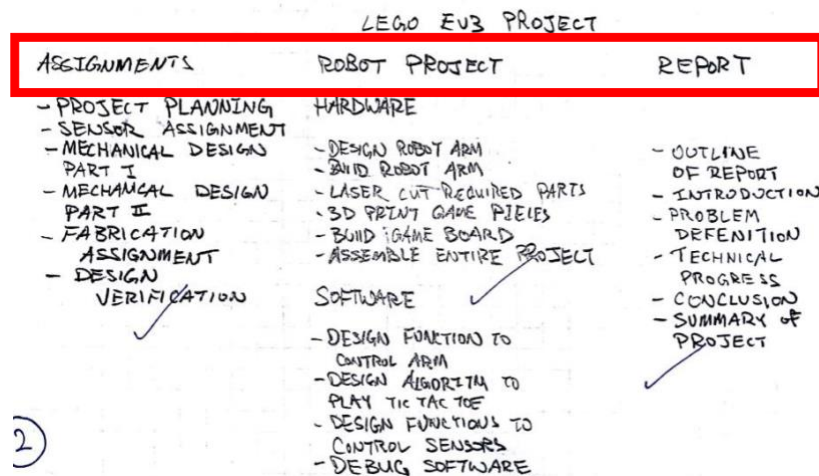 LEGO EV3 PROJECT
ASSIGNMENTS
ROBOT PROJECT
REPORT
- PROJECT PLANNING
- SENSOR ASSIGNMENT
- MECHANICAL DESIGN
PART I
- MECHANICAL DESIGN
PART II
- FABRICATION
ASSIGNMENT
- DESIGN
VERIFICATION
HARDWARE
- DESIGN ROBOT ARM
- BUILD ROBOT ARM
- LASER CUT REQUIRED PARTS
- 3D PRINT GAME PIECES
- BUILD GAME BOARD
- ASSEMBLE ENTIRE PROJECT
SOFTWARE
- DESIGN FUNCTION TO
CONTROL ARM
- DESIGN ALGORITM TO
PLAY TIC TAC TOE
- DESIGN FUNCTIONS TO
CONTROL SENSORS
- DEBUG SOFTWARE
- OUTLINE
OF REPORT
- INTRODUCTION
- PROBLEM
DEFENITION
- TECHNICAL
PROGRESS
- CONCLUSION
- SUMMARY OF
PROJECT
2